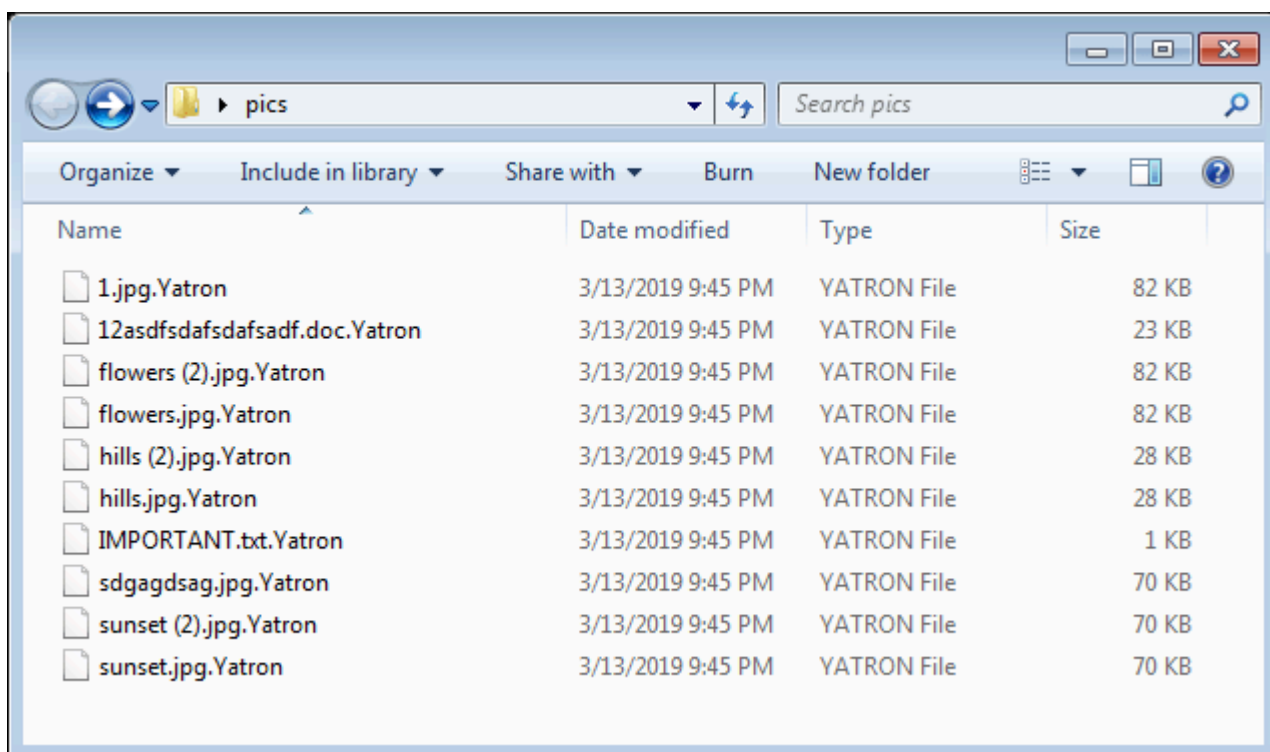 pics
Search pics
Organize Include in library Share with Burn New folder
Name Date modified Type Size
1.jpg.Yatron 3/13/2019 9:45 PM YATRON File 82 KB
12asdfsdafsdafsadf.doc.Yatron 3/13/2019 9:45 PM YATRON File 23 KB
flowers (2).jpg.Yatron 3/13/2019 9:45 PM YATRON File 82 KB
flowers.jpg.Yatron 3/13/2019 9:45 PM YATRON File 82 KB
hills (2).jpg.Yatron 3/13/2019 9:45 PM YATRON File 28 KB
hills.jpg.Yatron 3/13/2019 9:45 PM YATRON File 28 KB
IMPORTANT.txt.Yatron 3/13/2019 9:45 PM YATRON File 1 KB
sdgagdsag.jpg.Yatron 3/13/2019 9:45 PM YATRON File 70 KB
sunset (2).jpg.Yatron 3/13/2019 9:45 PM YATRON File 70 KB
sunset.jpg.Yatron 3/13/2019 9:45 PM YATRON File 70 KB